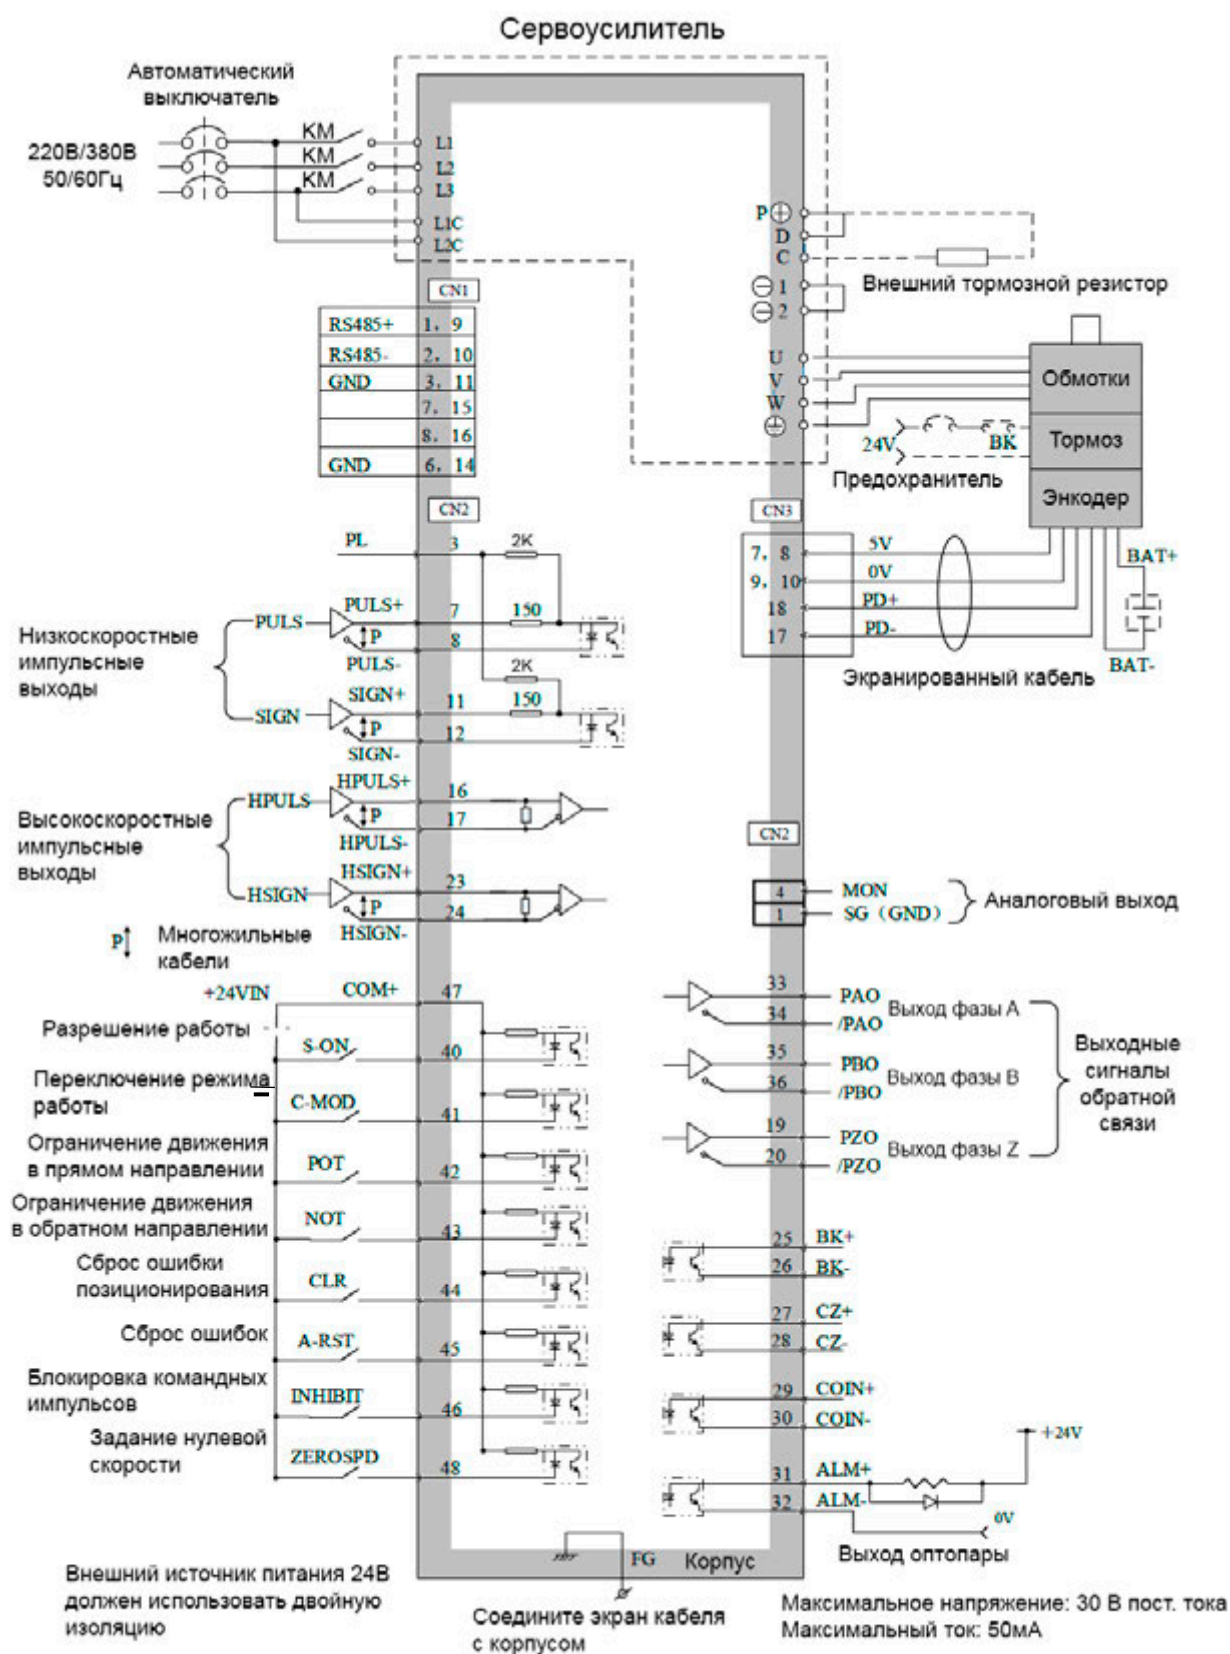 Сервоусилитель
Автоматический
выключатель
220В/380В
50/60Гц
KM
KM
KM
L1
L2
L3
L1C
L2C
P
D
C
1
2
Внешний тормозной резистор
CN1
RS485+ 1, 9
RS485- 2, 10
GND 3, 11
7, 15
8, 16
GND 6, 14
U
V
W
Обмотки
24V
BK
Тормоз
Предохранитель
Энкодер
CN2
PL 3 2K
PULS
PULS+ 7 150
P 8
PULS-
2K
SIGN
SIGN+ 11 150
P 12
SIGN-
Низкоскоростные
импульсные
выходы
CN3
7, 8 5V
9, 10 0V
18 PD+
17 PD-
BAT+
BAT-
Экранированный кабель
Высокоскоростные
импульсные
выходы
HPULS
HPULS+ 16
P 17
HPULS-
HSIGN
HSIGN+ 23
P 24
HSIGN-
P
Многожильные
кабели
CN2
4 MON
1 SG (GND)
Аналоговый выход
+24VIN COM+ 47
Разрешение работы
S-ON 40
Переключение режима
работы
C-MOD 41
Ограничение движения
в прямом направлении
POT 42
Ограничение движения
в обратном направлении
NOT 43
Сброс ошибки
позиционирования
CLR 44
Сброс ошибок
A-RST 45
Блокировка командных
импульсов
INHIBIT 46
Задание нулевой
скорости
ZEROSPD 48
33 PAO
34 /PAO
Выход фазы A
35 PBO
36 /PBO
Выход фазы B
19 PZO
20 /PZO
Выход фазы Z
Выходные
сигналы
обратной
связи
25 BK+
26 BK-
27 CZ+
28 CZ-
29 COIN+
30 COIN-
+24V
31 ALM+
32 ALM-
0V
Выход оптопары
FG Корпус
Внешний источник питания 24В
должен использовать двойную
изоляцию
Соедините экран кабеля
с корпусом
Максимальное напряжение: 30 В пост. тока
Максимальный ток: 50мА